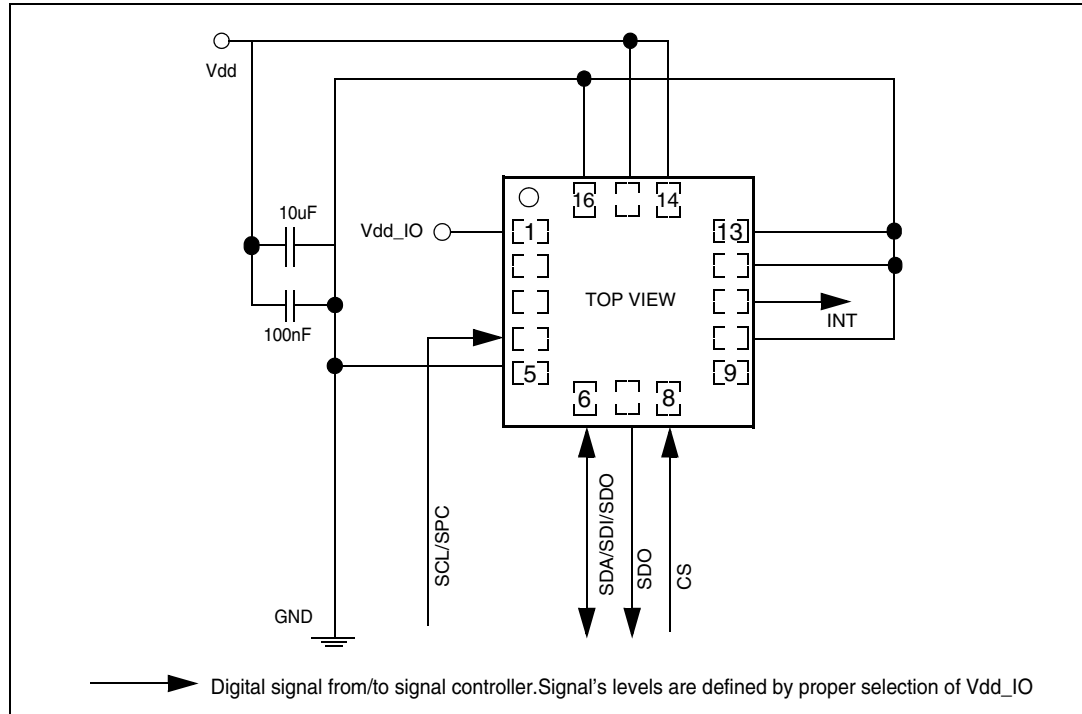 Vdd
16
14
10uF
Vdd_IO
1
13
TOP VIEW
INT
100nF
5
9
6
8
SCL/SPC
SDA/SDI/SDO
SDO
CS
GND
Digital signal from/to signal controller.Signal's levels are defined by proper selection of Vdd_IO